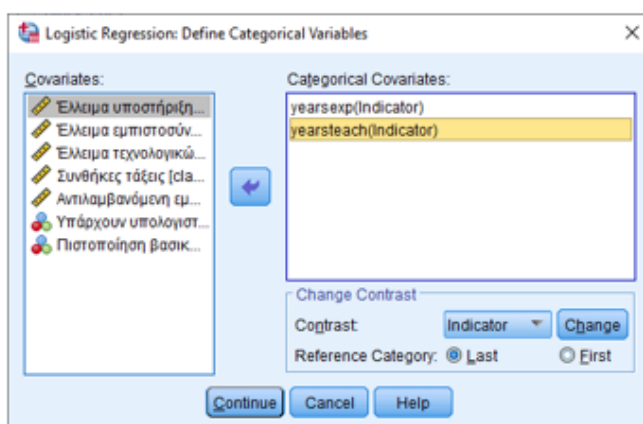 Logistic Regression: Define Categorical Variables
Covariates:
Έλλειμα υποστήριξη...
Έλλειμα εμπιστοσύν...
Έλλειμα τεχνολογικώ...
Συνθήκες τάξεις [cla...
Αντιλαμβανόμενη εμ...
Υπάρχουν υπολογιστ...
Πιστοποίηση βασικ...
Categorical Covariates:
yearsexp(Indicator)
yearsteach(Indicator)
Change Contrast
Contrast: Indicator Change
Reference Category: Last First
Continue Cancel Help